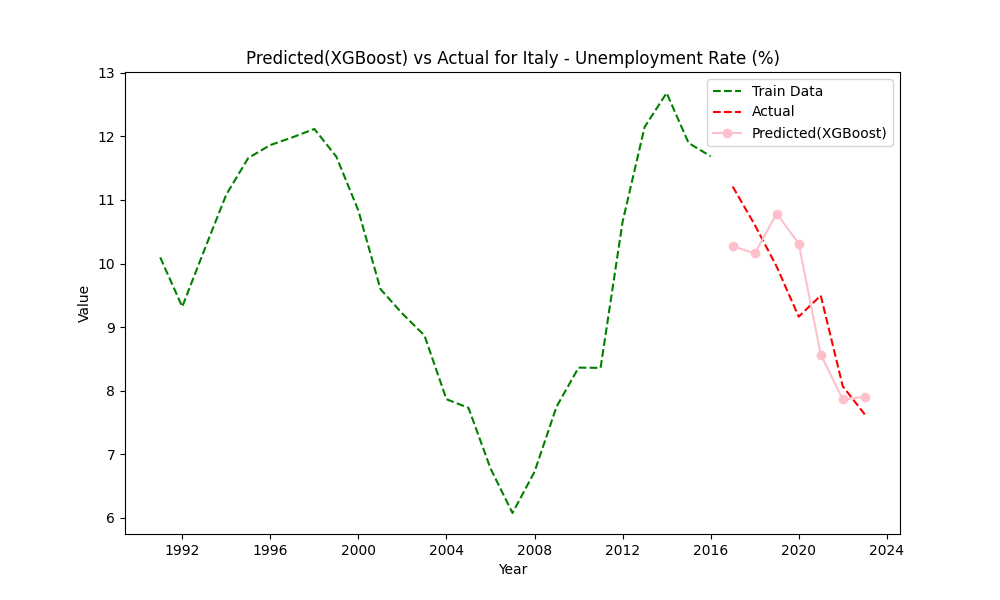 Predicted(XGBoost) vs Actual for Italy - Unemployment Rate (%)
Train Data
Actual
Predicted(XGBoost)
Value
13
12
11
10
9
8
7
6
1992 1996 2000 2004 2008 2012 2016 2020 2024
Year